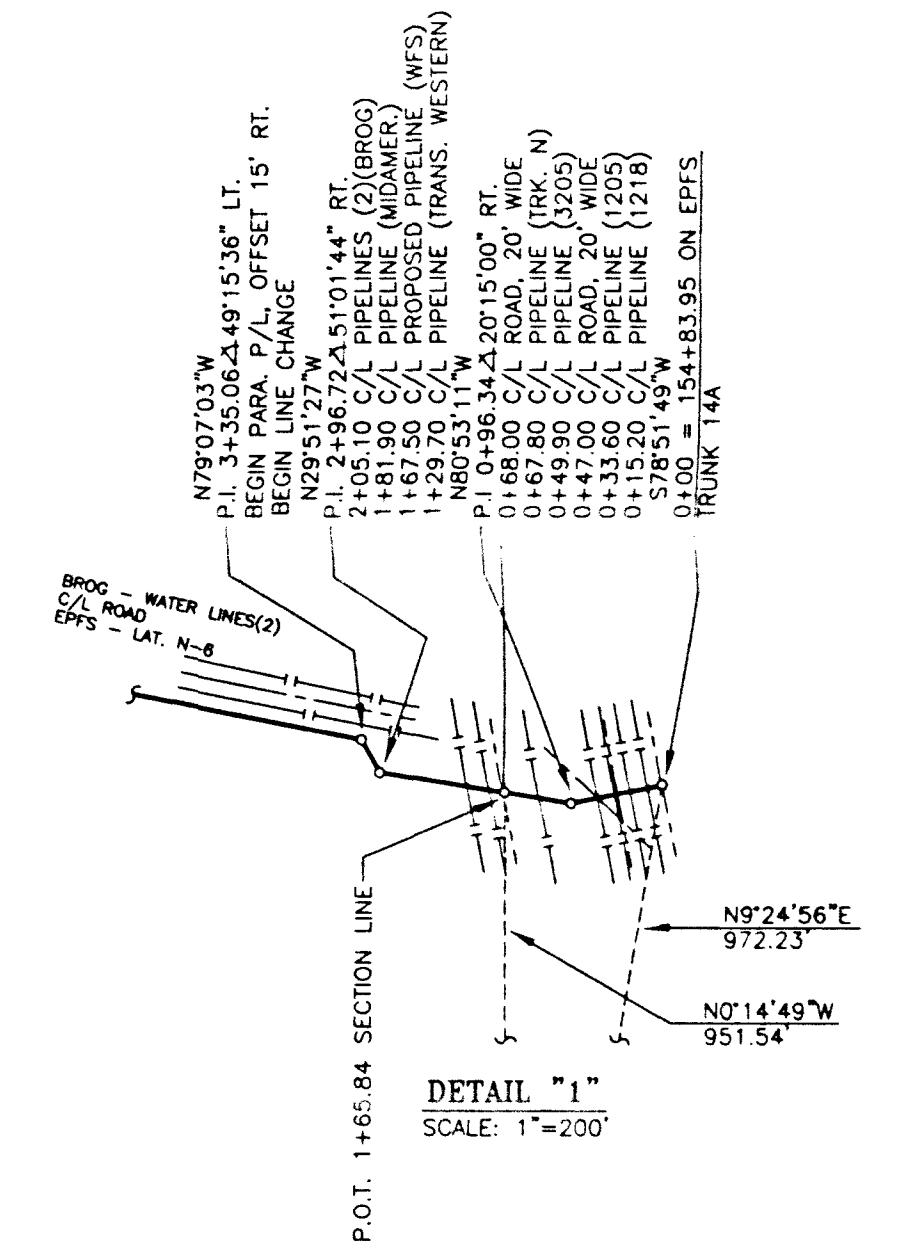 N79°07'03"W
P.I. 3+35.06 Δ 49°15'36" LT.
BEGIN PARA. P/L, OFFSET 15' RT.
BEGIN LINE CHANGE
N29°51'27"W
P.I. 2+96.72 Δ 51°01'44" RT.
2+05.10 C/L PIPELINES (2)(BROG)
1+81.90 C/L PIPELINE (MIDAMER.)
1+67.50 C/L PROPOSED PIPELINE (WFS)
1+29.70 C/L PIPELINE (TRANS. WESTERN)
N80°53'11"W
P.I 0+96.34 Δ 20°15'00" RT.
0+68.00 C/L ROAD, 20' WIDE
0+67.80 C/L PIPELINE (TRK. N)
0+49.90 C/L PIPELINE (3205)
0+47.00 C/L ROAD, 20' WIDE
0+33.60 C/L PIPELINE (1205)
0+15.20 C/L PIPELINE (1218)
S78°51'49"W
0+00 = 154+83.95 ON EPFS
TRUNK 14A
BROG - WATER LINES(2)
C/L ROAD
EPFS - LAT. N-6
P.O.T. 1+65.84 SECTION LINE
N9°24'56"E
972.23'
N0°14'49"W
951.54'
DETAIL "1"
SCALE: 1"=200'